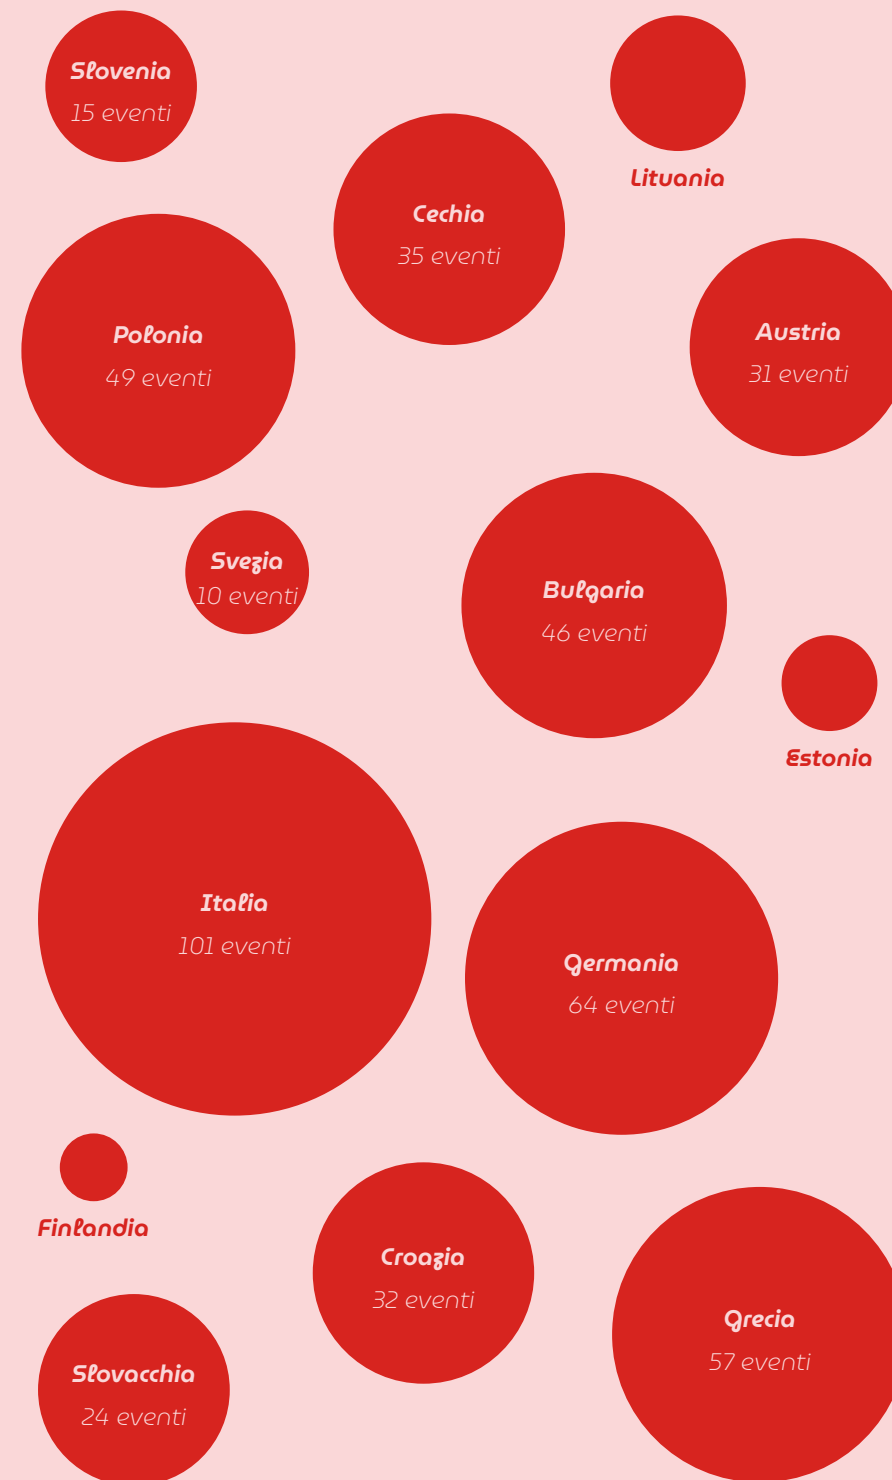 Slovenia
15 eventi
Lituania
Cechia
35 eventi
Polonia
49 eventi
Austria
31 eventi
Svezia
10 eventi
Bulgaria
46 eventi
Estonia
Italia
101 eventi
Germania
64 eventi
Finlandia
Croazia
32 eventi
Grecia
57 eventi
Slovacchia
24 eventi